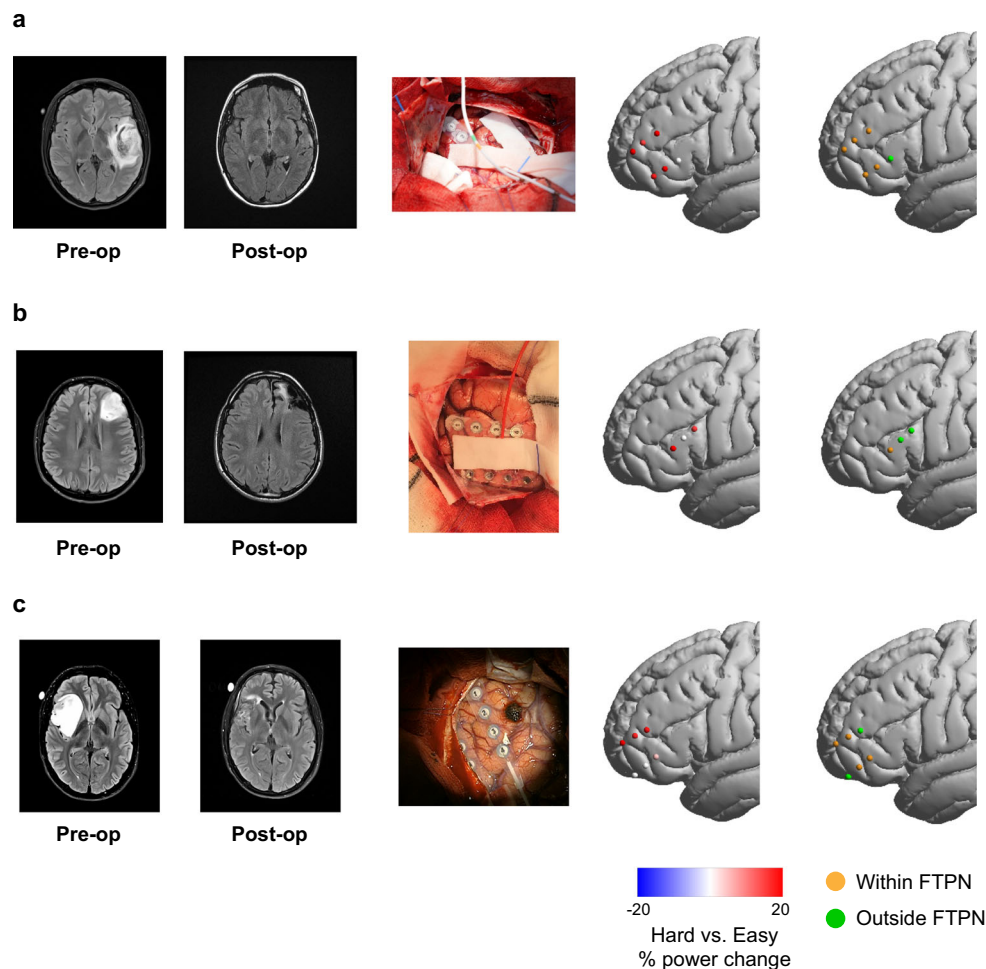 a
Pre-op
Post-op
b
Pre-op
Post-op
c
Pre-op
Post-op
-20
20
Hard vs. Easy
% power change
Within FTPN
Outside FTPN